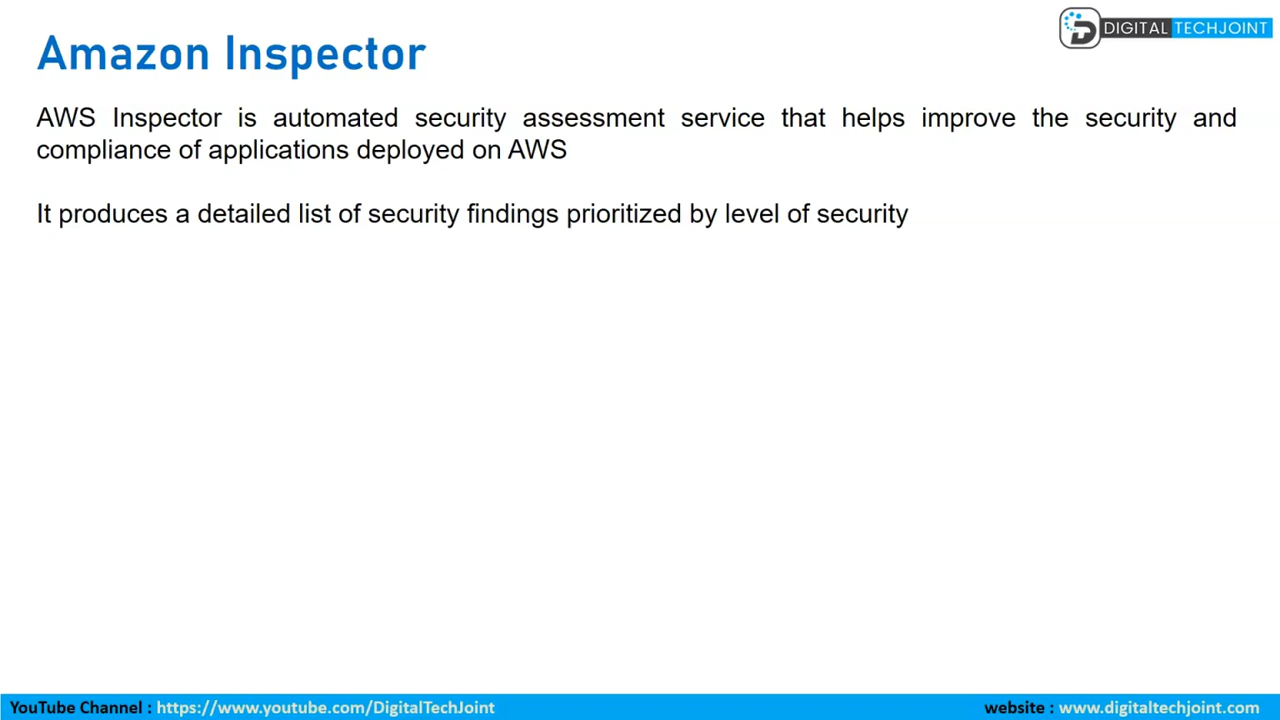 Amazon Inspector
DIGITAL TECHJOINT
AWS Inspector is automated security assessment service that helps improve the security and
compliance of applications deployed on AWS
It produces a detailed list of security findings prioritized by level of security
YouTube Channel : https://www.youtube.com/DigitalTechJoint
website : www.digitaltechjoint.com